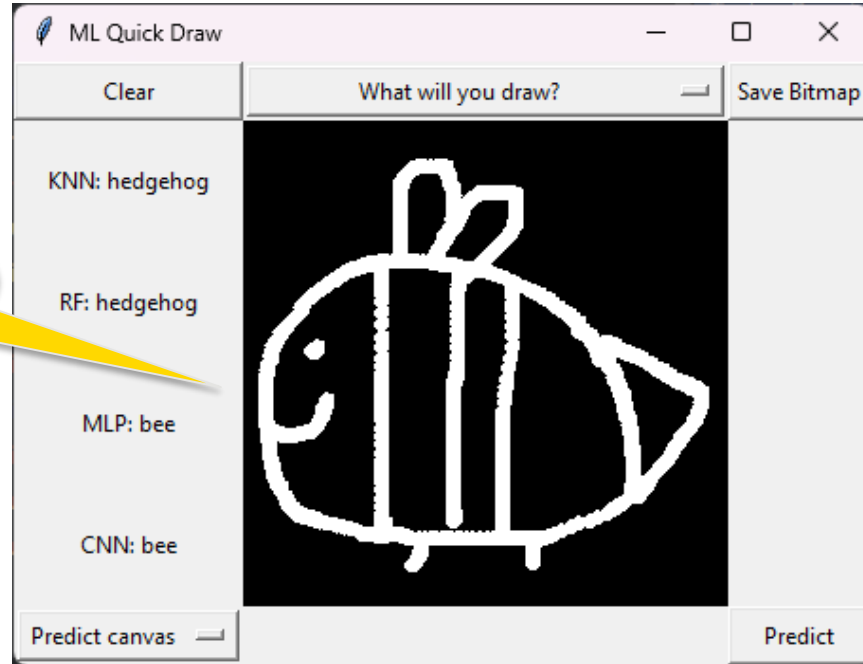 ML Quick Draw
Clear
What will you draw?
Save Bitmap
KNN: hedgehog
RF: hedgehog
MLP: bee
CNN: bee
Predict canvas
Predict